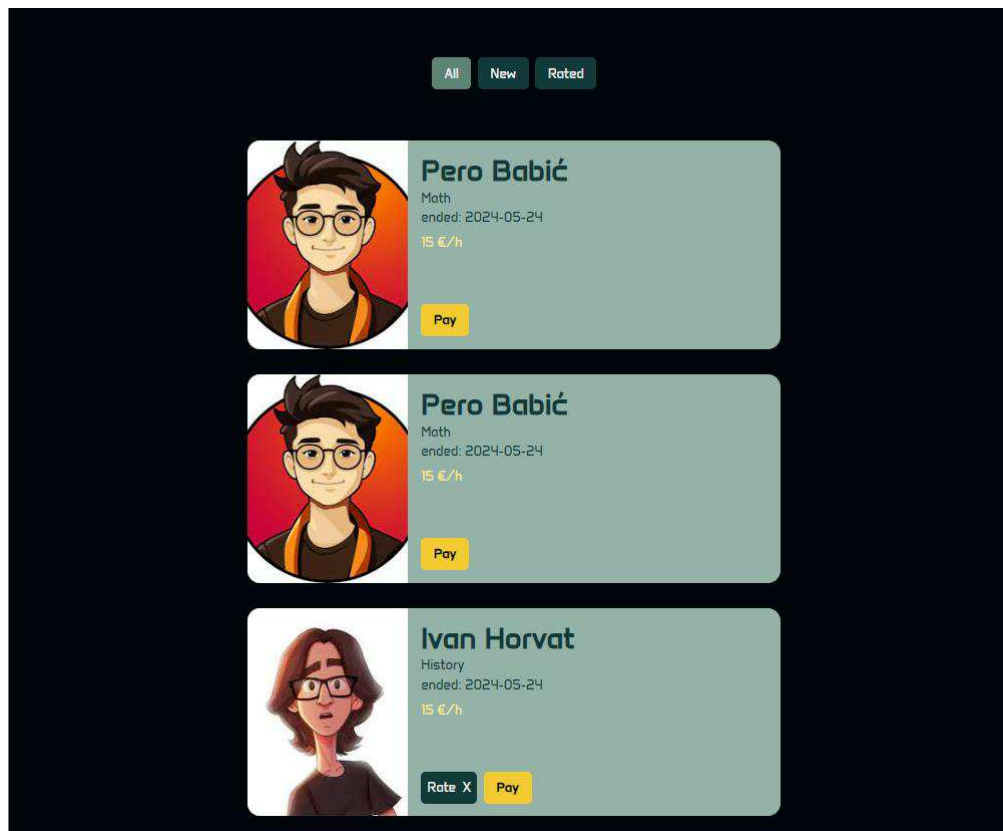 All New Rated
Pero Babić
Math
ended: 2024-05-24
15 €/h
Pay
Pero Babić
Math
ended: 2024-05-24
15 €/h
Pay
Ivan Horvat
History
ended: 2024-05-24
15 €/h
Rate X Pay